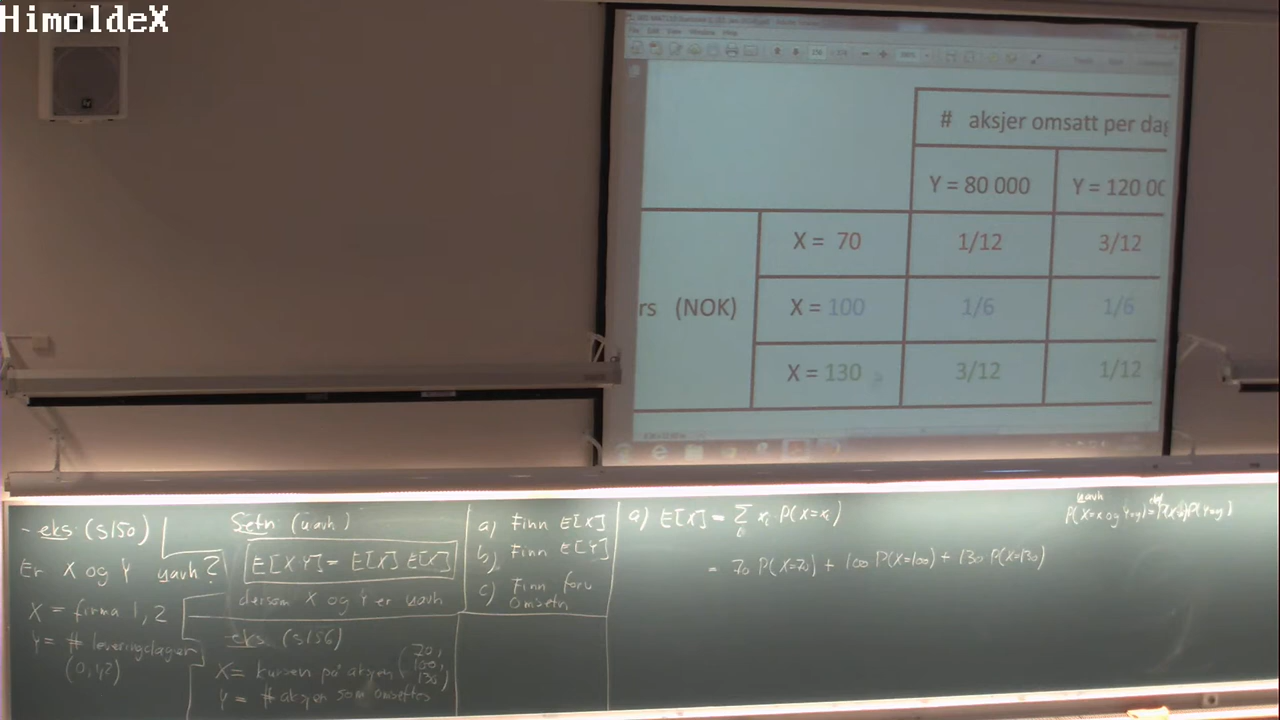 HimoldeX
# aksjer omsatt per dag
Y = 80 000
Y = 120 00
X = 70
1/12
3/12
rs (NOK)
X = 100
1/6
1/6
X = 130
3/12
1/12
- eks (s150)
Er X og Y uavh?
X = firma 1, 2
Y = # leveringdager
(0,1,2)
Setn (uavh)
E[X Y] = E[X] E[X]
dersom X og Y er uavh
eks (s156)
X = kursen på aksjen (70, 100, 130)
Y = # aksjer som omsettes
a) Finn E[X]
b) Finn E[Y]
c) Finn forv
omsetn
a) E[X] = Σ xᵢ P(X=xᵢ)
= 70 P(X=70) + 100 P(X=100) + 130 P(X=130)
uavh
P(X=x og Y=y)